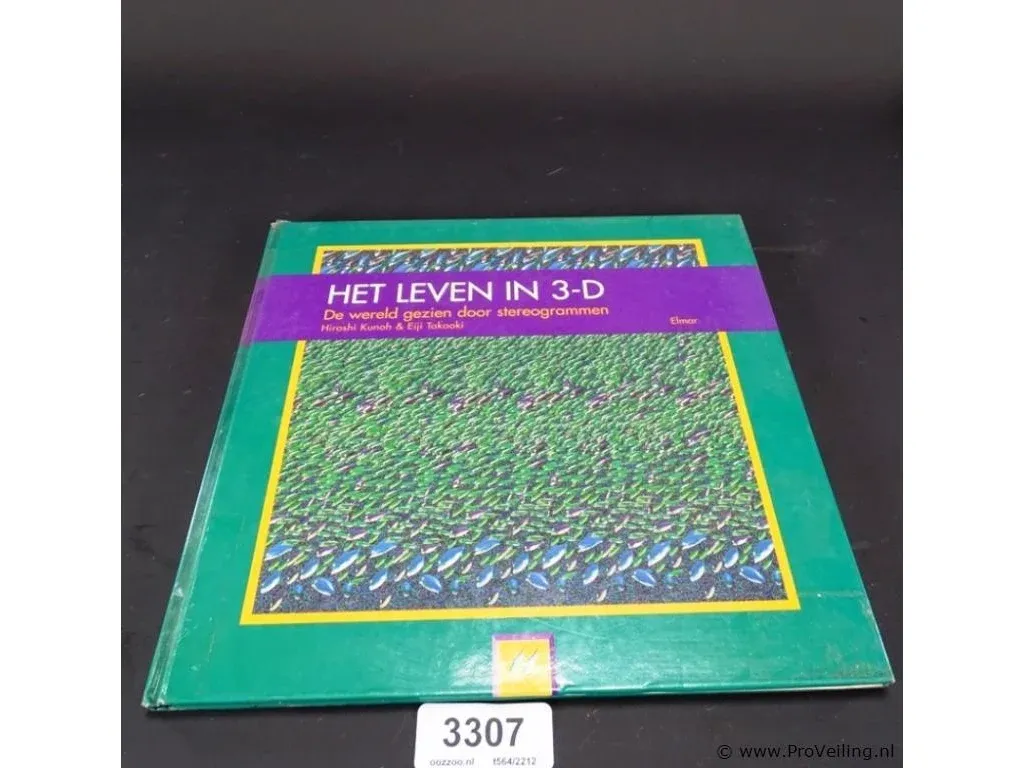 HET LEVEN IN 3-D
De wereld gezien door stereogrammen
Hiroshi Kunoh & Eiji Takaoki
Elmar
3307
oozzoo.nl t564/2212
© www.ProVeiling.nl